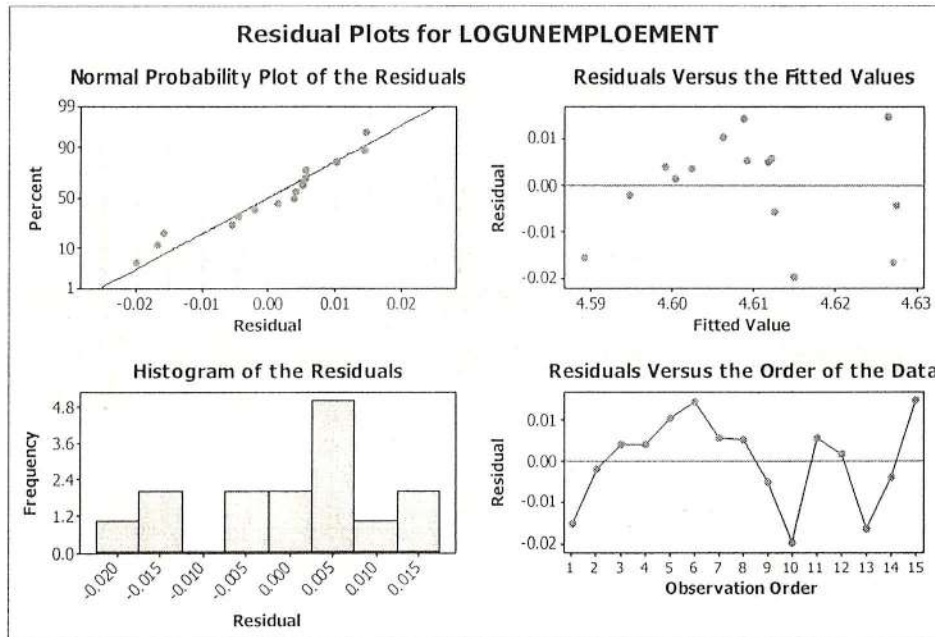 Residual Plots for LOGUNEMPLOEMENT
Normal Probability Plot of the Residuals
99
90
50
10
1
Percent
-0.02 -0.01 0.00 0.01 0.02
Residual
Residuals Versus the Fitted Values
0.01
0.00
-0.01
-0.02
Residual
4.59 4.60 4.61 4.62 4.63
Fitted Value
Histogram of the Residuals
4.8
3.6
2.4
1.2
0.0
Frequency
-0.020 -0.015 -0.010 -0.005 0.000 0.005 0.010 0.015
Residual
Residuals Versus the Order of the Data
0.01
0.00
-0.01
-0.02
Residual
1 2 3 4 5 6 7 8 9 10 11 12 13 14 15
Observation Order